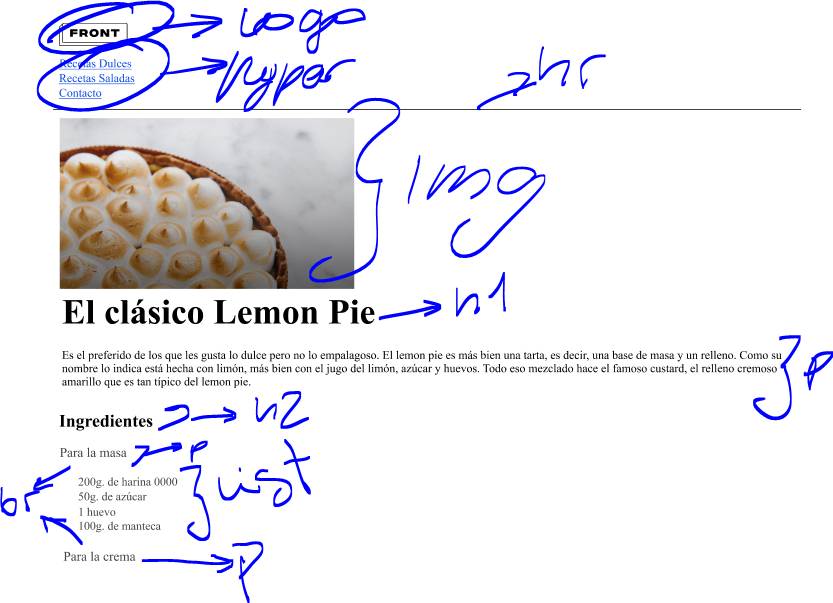 FRONT
Logo
Recetas Dulces
Recetas Saladas
Contacto
hyper
hr
img
El clásico Lemon Pie
h1
Es el preferido de los que les gusta lo dulce pero no lo empalagoso. El lemon pie es más bien una tarta, es decir, una base de masa y un relleno. Como su
nombre lo indica está hecha con limón, más bien con el jugo del limón, azúcar y huevos. Todo eso mezclado hace el famoso custard, el relleno cremoso
amarillo que es tan típico del lemon pie.
p
Ingredientes
h2
Para la masa
p
200g. de harina 0000
50g. de azúcar
1 huevo
100g. de manteca
list
br
Para la crema
p